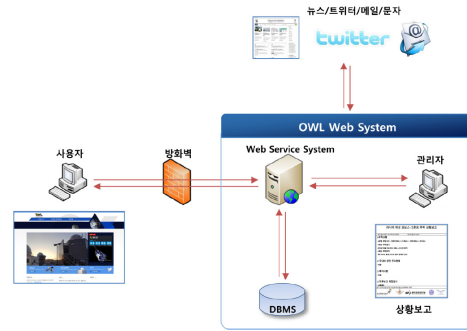 뉴스/트위터/메일/문자
twitter
OWL Web System
사용자
방화벽
Web Service System
관리자
DBMS
상황보고